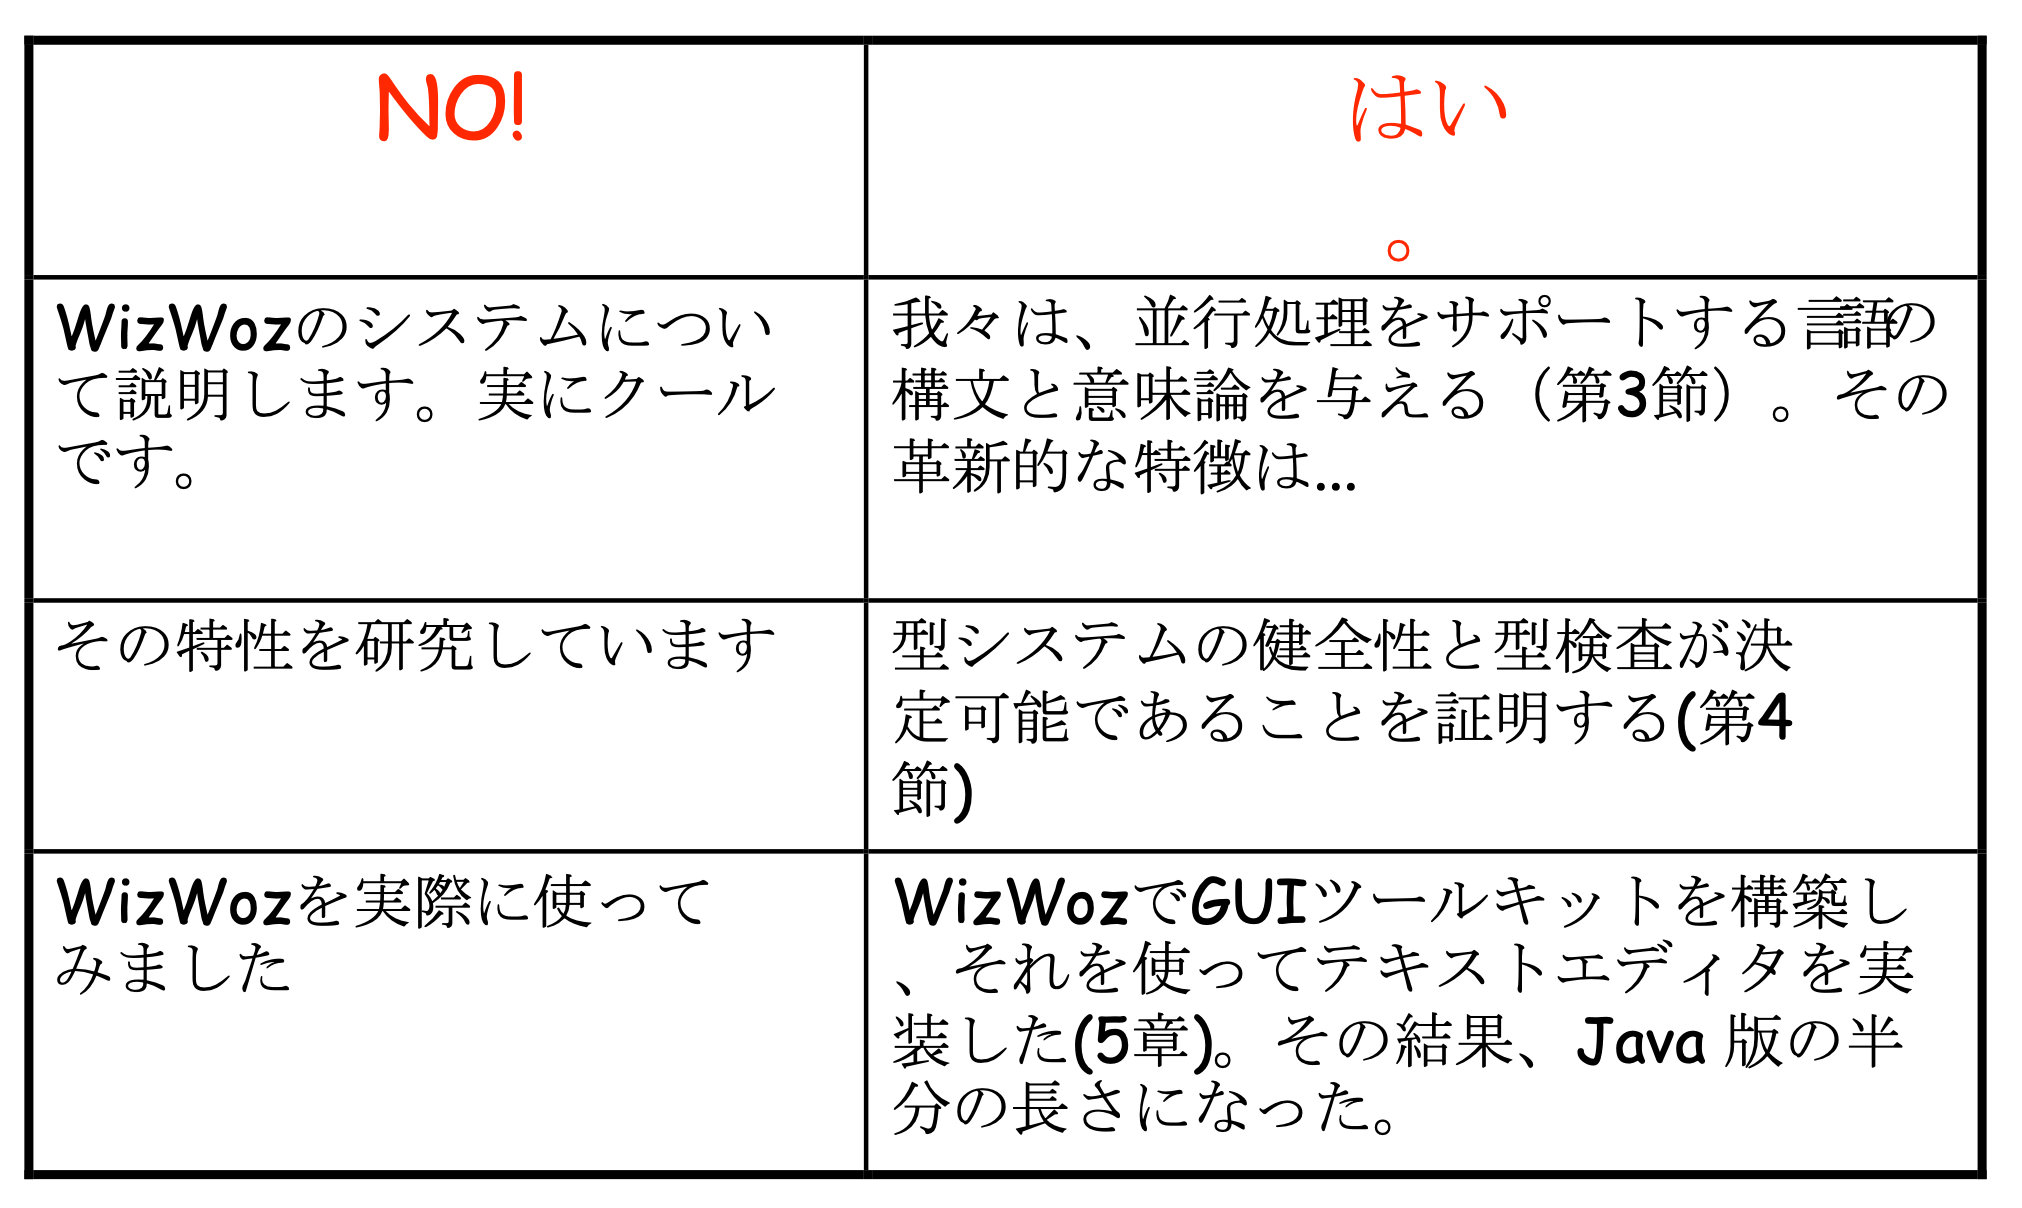 NO!
はい
。
WizWozのシステムについ
て説明します。実にクール
です。
我々は、並行処理をサポートする言語の
構文と意味論を与える（第3節）。その
革新的な特徴は...
その特性を研究しています
型システムの健全性と型検査が決
定可能であることを証明する(第4
節)
WizWozを実際に使って
みました
WizWozでGUIツールキットを構築し
、それを使ってテキストエディタを実
装した(5章)。その結果、Java 版の半
分の長さになった。